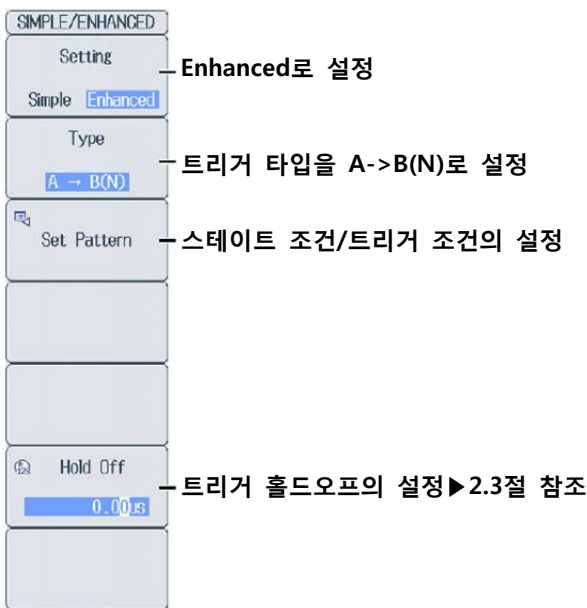 SIMPLE/ENHANCED
Setting
Simple Enhanced
Enhanced로 설정
Type
A → B(N)
트리거 타입을 A->B(N)로 설정
Set Pattern
스테이트 조건/트리거 조건의 설정
Hold Off
0.00us
트리거 홀드오프의 설정▶2.3절 참조